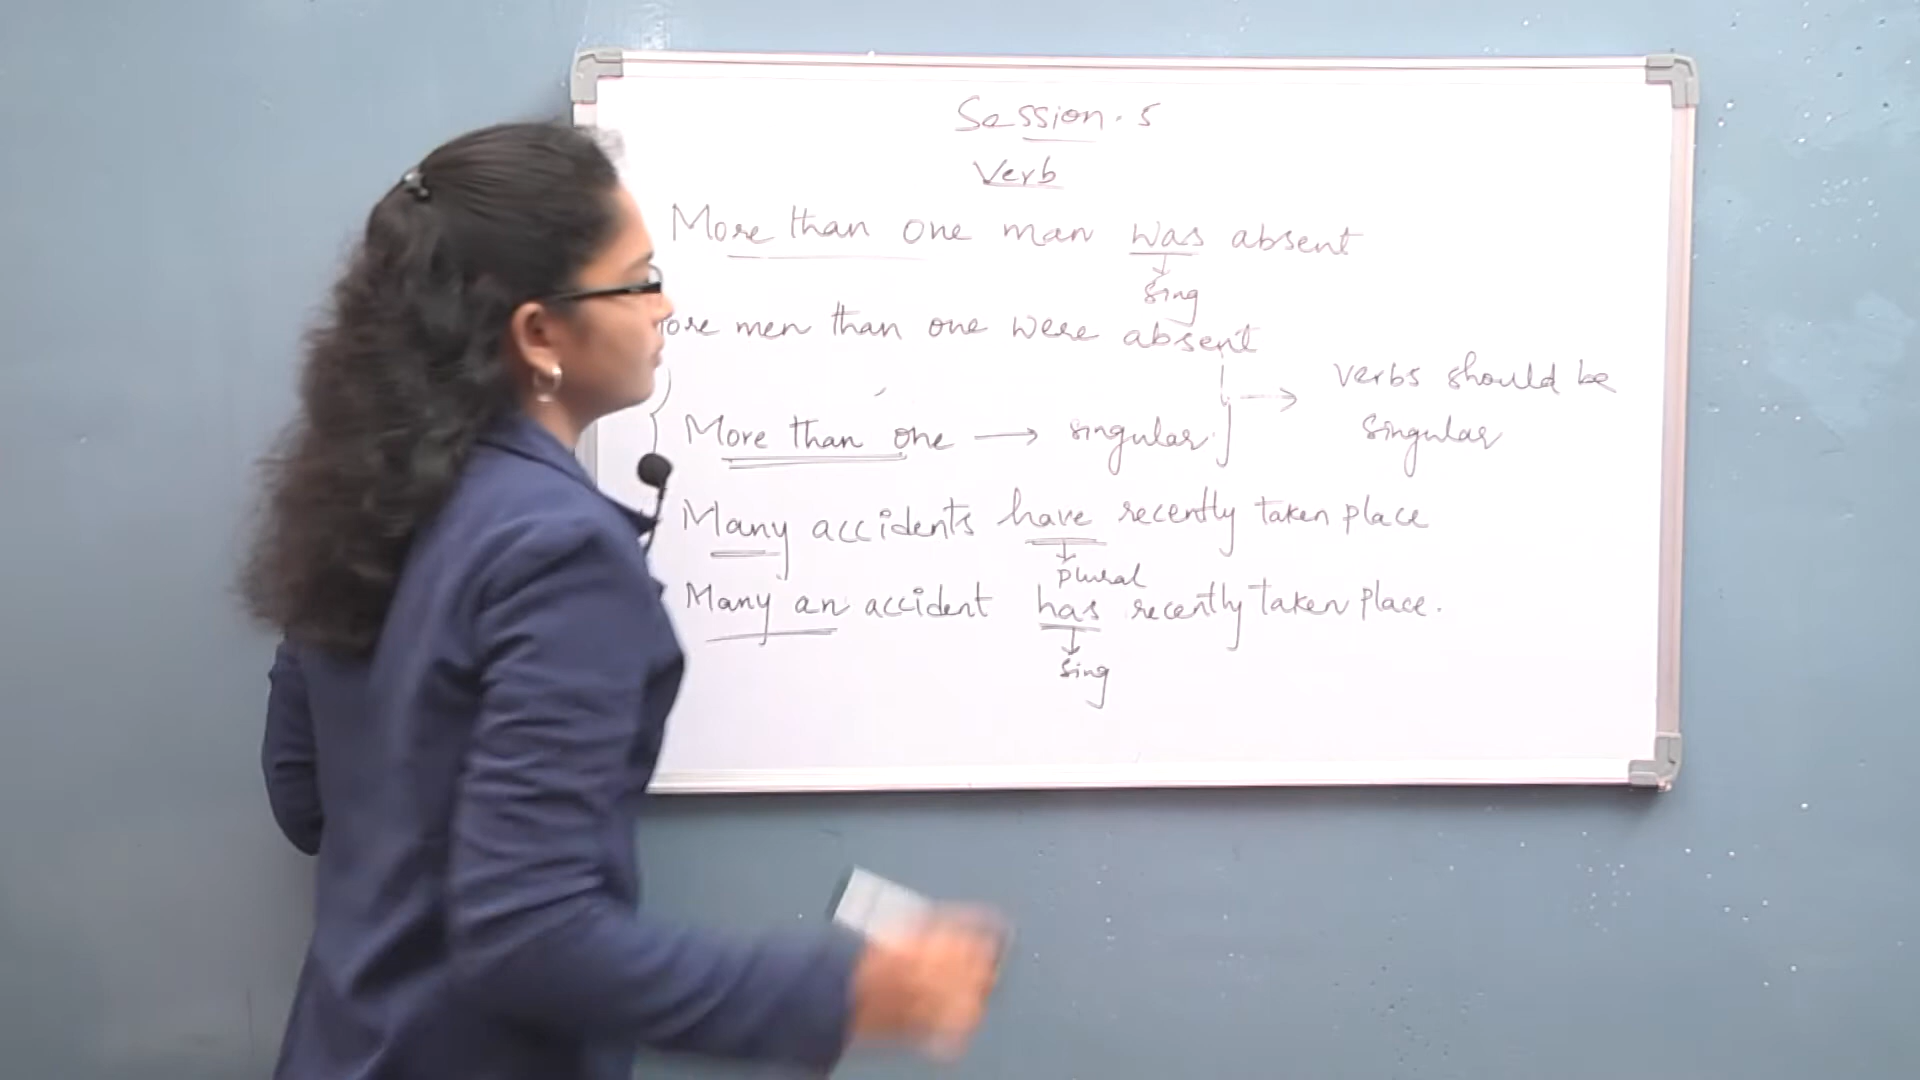 Session. 5
Verb
More than one man was absent
sing
ore men than one were absent
More than one → singular → verbs should be singular
Many accidents have recently taken place
plural
Many an accident has recently taken place.
sing